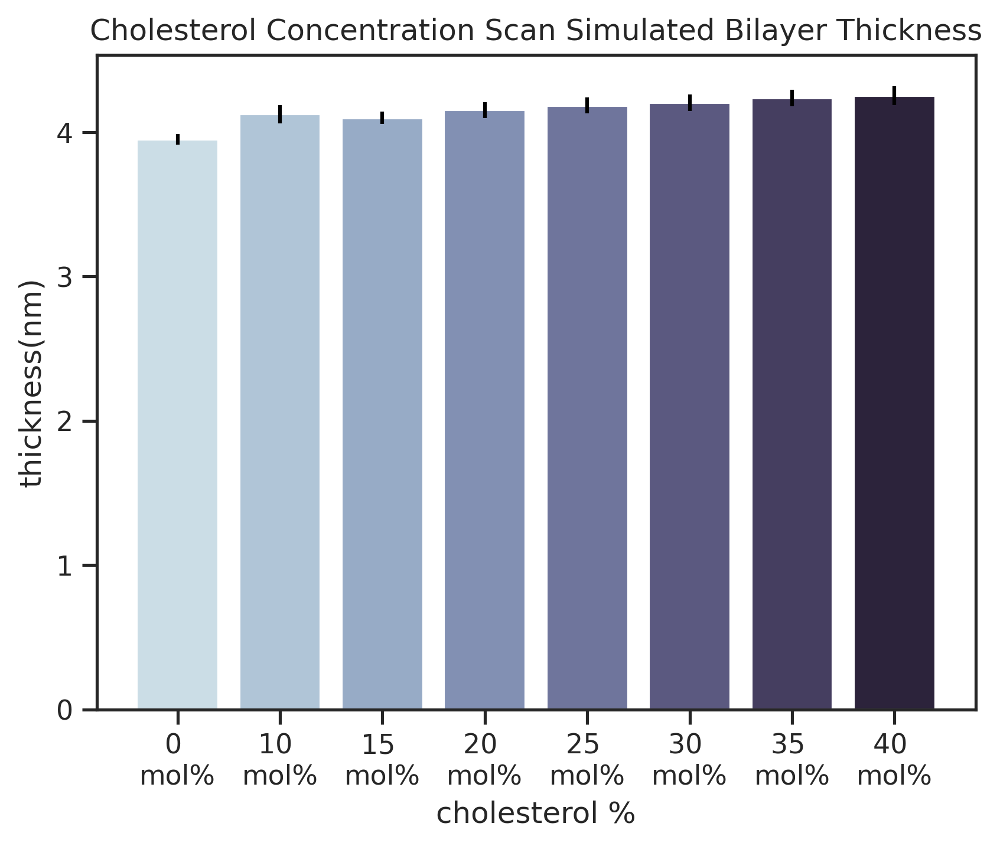 Cholesterol Concentration Scan Simulated Bilayer Thickness
thickness(nm)
4
3
2
1
0
0 10 15 20 25 30 35 40
mol% mol% mol% mol% mol% mol% mol% mol%
cholesterol %